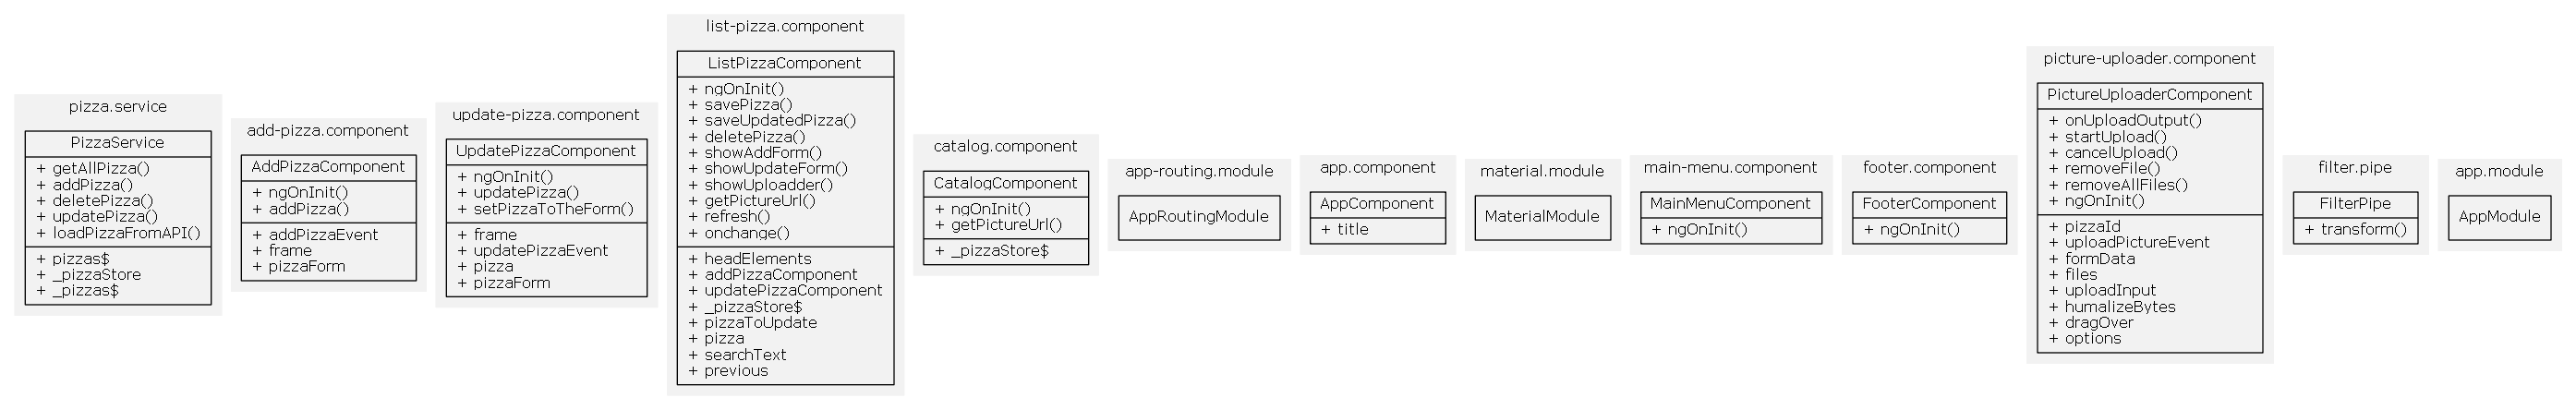 pizza.service
PizzaService
+ getAllPizza()
+ addPizza()
+ deletePizza()
+ updatePizza()
+ loadPizzaFromAPI()
+ pizzas$
+ _pizzaStore
+ _pizzas$
add-pizza.component
AddPizzaComponent
+ ngOnInit()
+ addPizza()
+ addPizzaEvent
+ frame
+ pizzaForm
update-pizza.component
UpdatePizzaComponent
+ ngOnInit()
+ updatePizza()
+ setPizzaToTheForm()
+ frame
+ updatePizzaEvent
+ pizza
+ pizzaForm
list-pizza.component
ListPizzaComponent
+ ngOnInit()
+ savePizza()
+ saveUpdatedPizza()
+ deletePizza()
+ showAddForm()
+ showUpdateForm()
+ showUploadder()
+ getPictureUrl()
+ refresh()
+ onchange()
+ headElements
+ addPizzaComponent
+ updatePizzaComponent
+ _pizzaStore$
+ pizzaToUpdate
+ pizza
+ searchText
+ previous
catalog.component
CatalogComponent
+ ngOnInit()
+ getPictureUrl()
+ _pizzaStore$
app-routing.module
AppRoutingModule
app.component
AppComponent
+ title
material.module
MaterialModule
main-menu.component
MainMenuComponent
+ ngOnInit()
footer.component
FooterComponent
+ ngOnInit()
picture-uploader.component
PictureUploaderComponent
+ onUploadOutput()
+ startUpload()
+ cancelUpload()
+ removeFile()
+ removeAllFiles()
+ ngOnInit()
+ pizzaId
+ uploadPictureEvent
+ formData
+ files
+ uploadInput
+ humalizeBytes
+ dragOver
+ options
filter.pipe
FilterPipe
+ transform()
app.module
AppModule